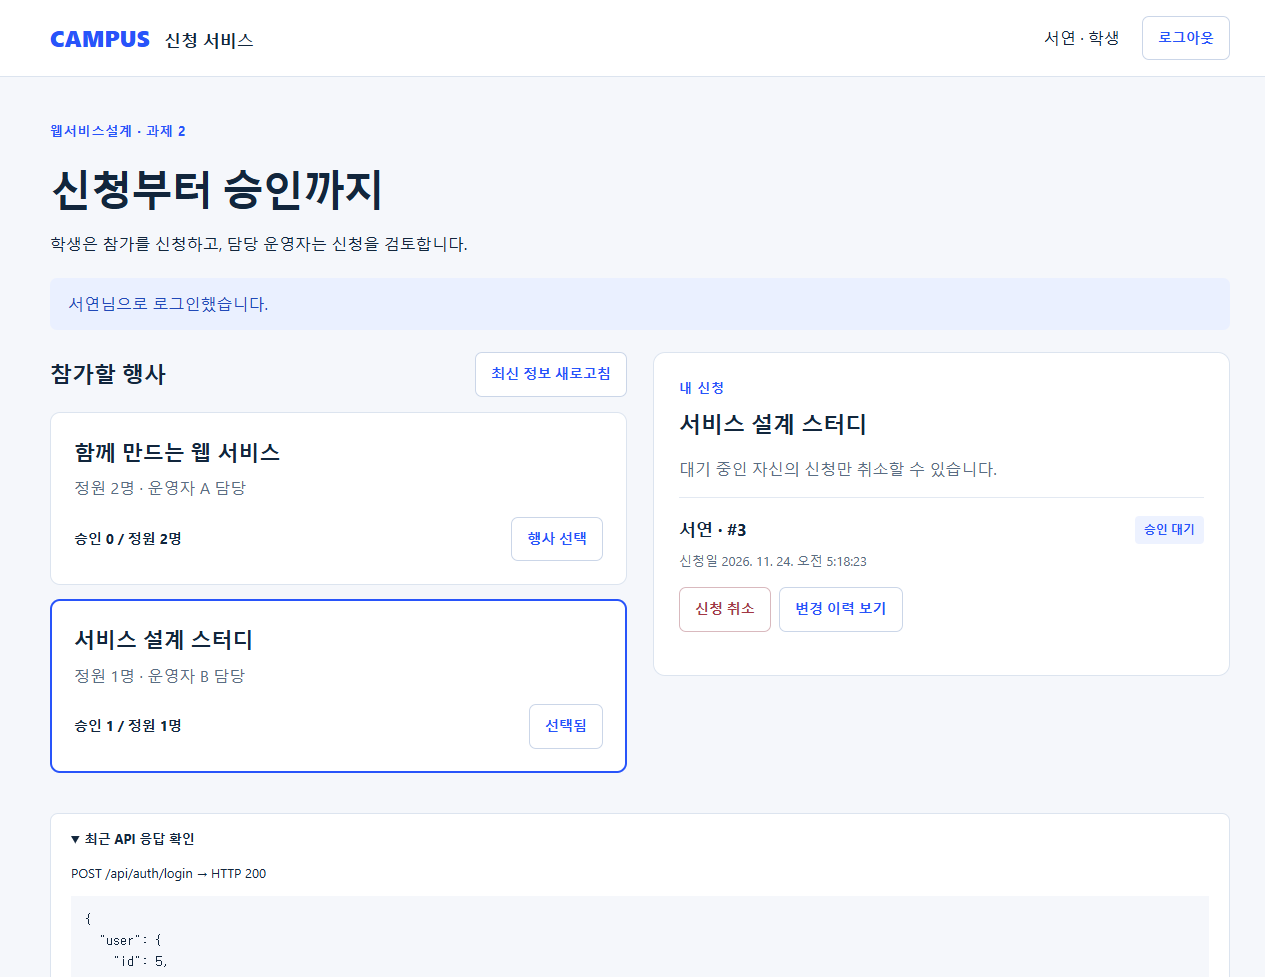 CAMPUS 신청 서비스
서연 · 학생
로그아웃
웹서비스설계 · 과제 2
신청부터 승인까지
학생은 참가를 신청하고, 담당 운영자는 신청을 검토합니다.
서연님으로 로그인했습니다.
참가할 행사
최신 정보 새로고침
함께 만드는 웹 서비스
정원 2명 · 운영자 A 담당
승인 0 / 정원 2명
행사 선택
서비스 설계 스터디
정원 1명 · 운영자 B 담당
승인 1 / 정원 1명
선택됨
내 신청
서비스 설계 스터디
대기 중인 자신의 신청만 취소할 수 있습니다.
서연 · #3
승인 대기
신청일 2026. 11. 24. 오전 5:18:23
신청 취소
변경 이력 보기
▼ 최근 API 응답 확인
POST /api/auth/login → HTTP 200
{
"user": {
"id": 5,